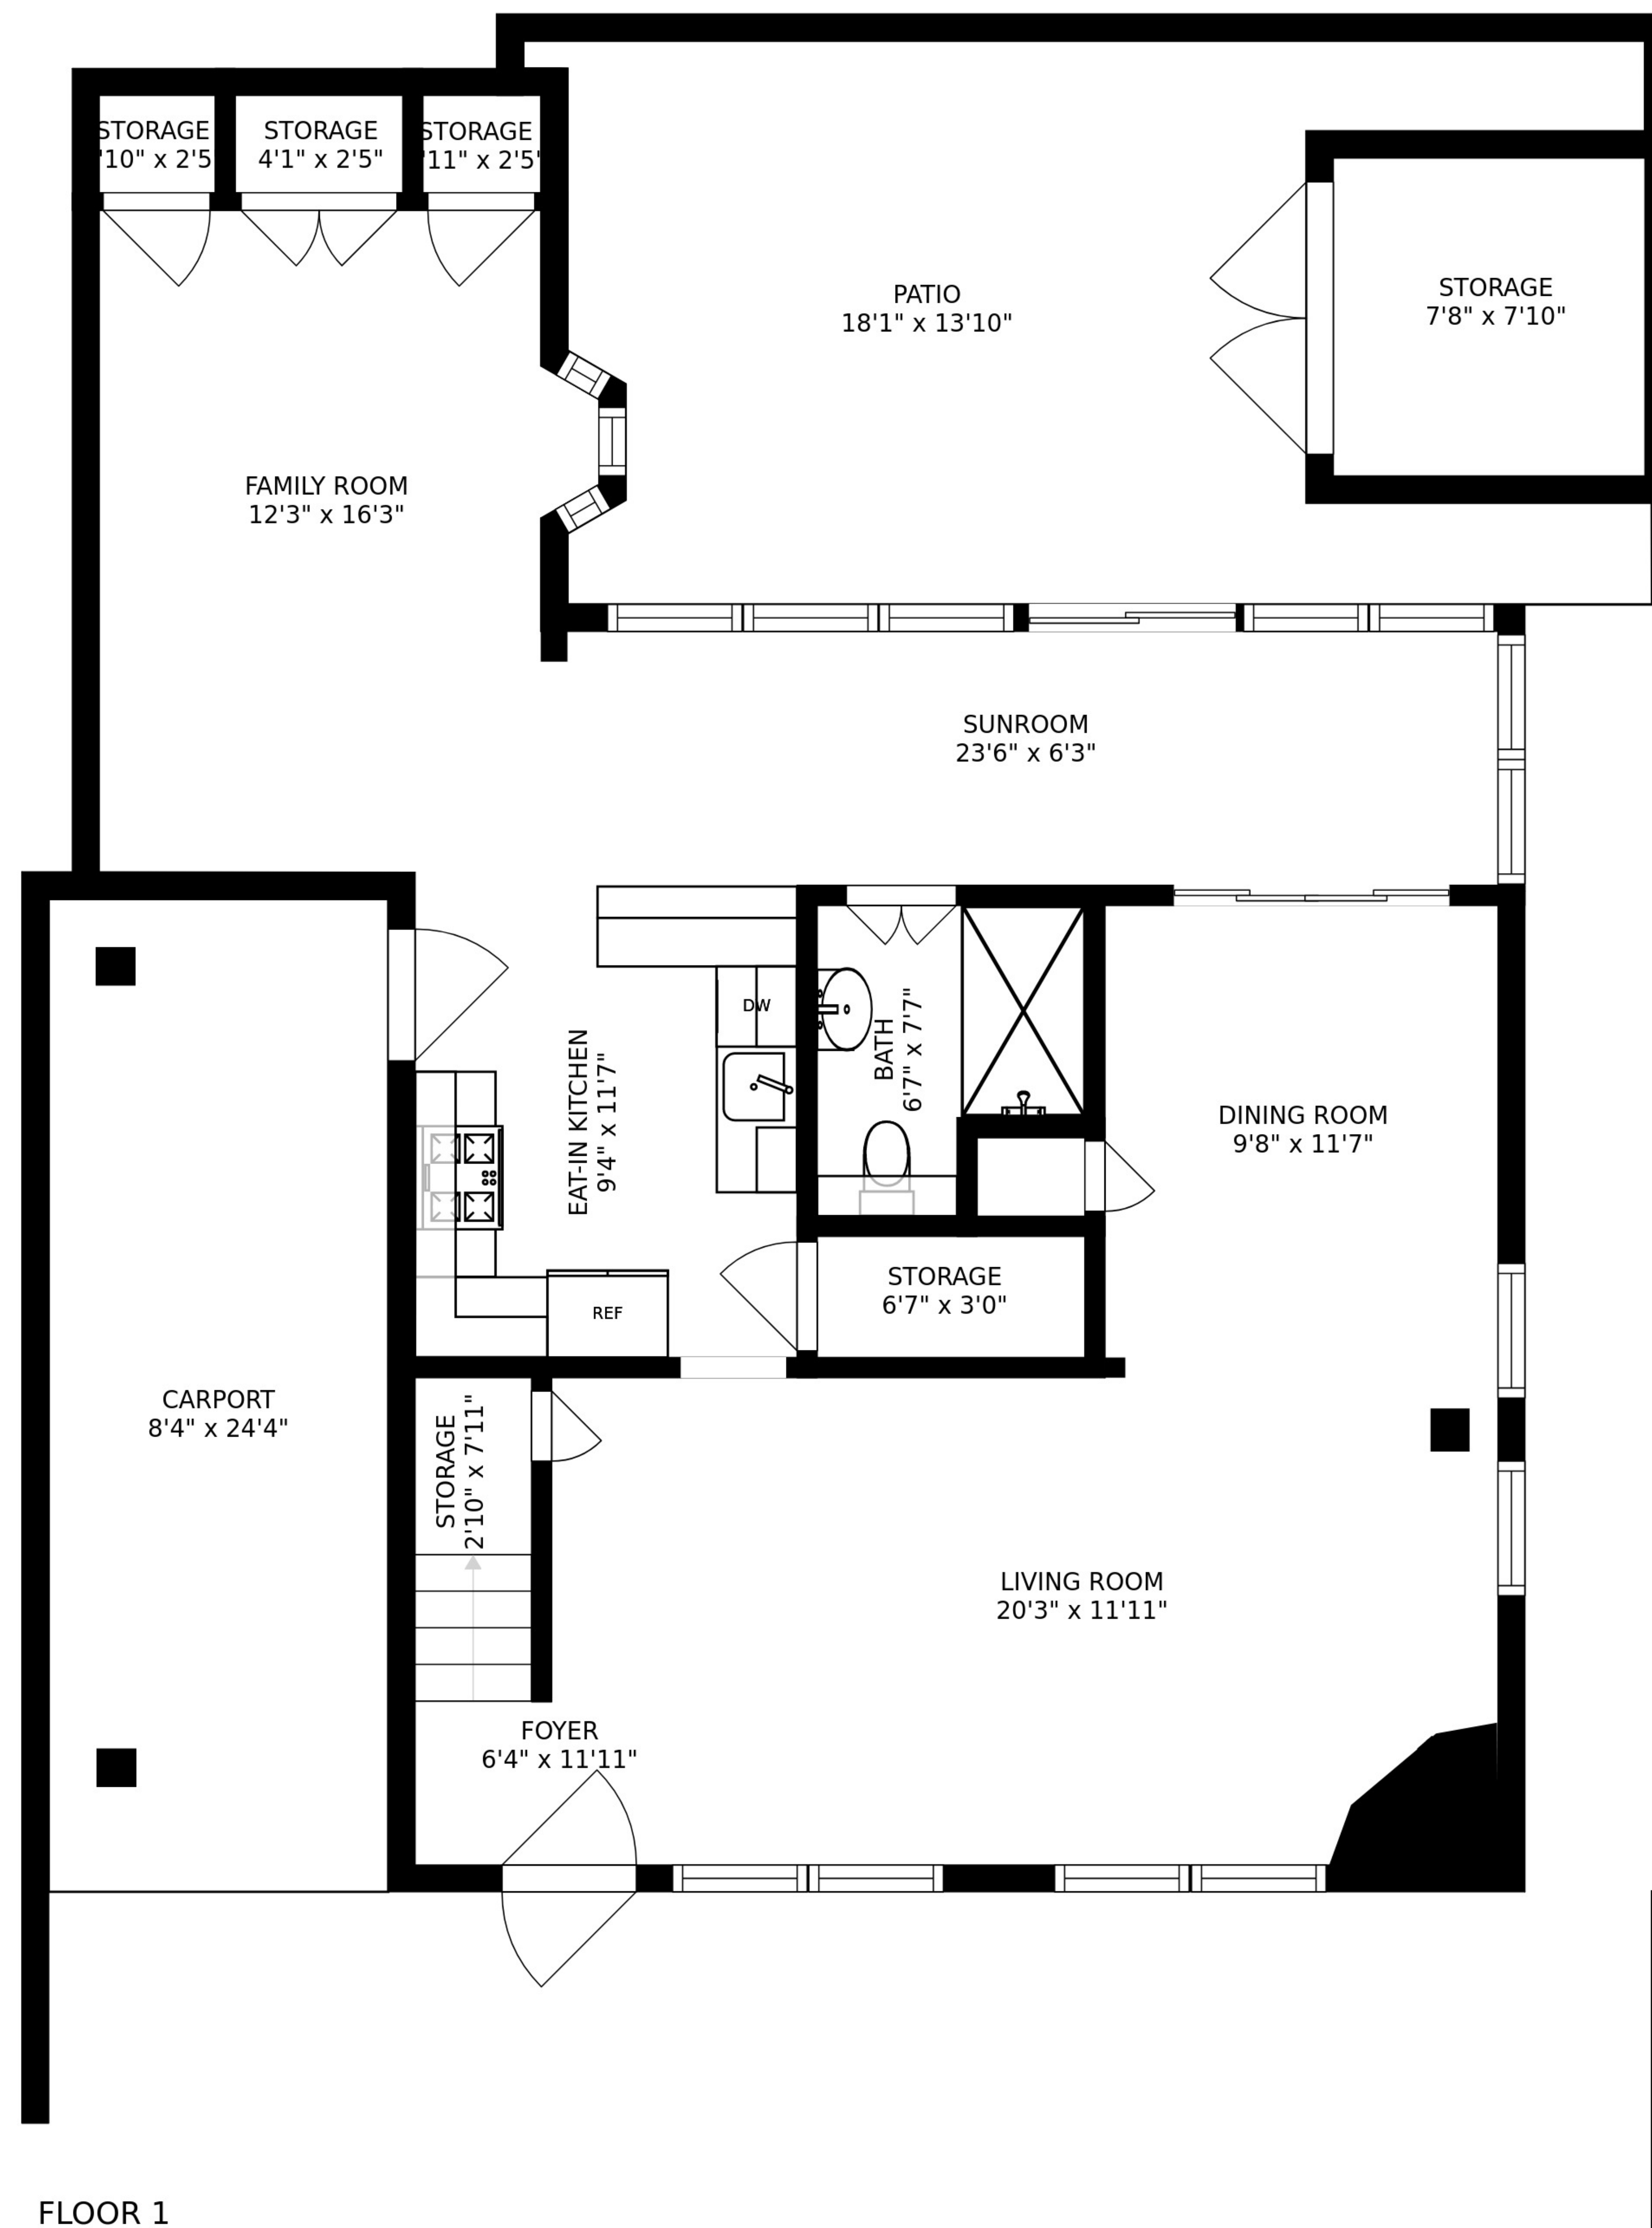 STORAGE
'10" x 2'5
STORAGE
4'1" x 2'5"
STORAGE
'11" x 2'5"
PATIO
18'1" x 13'10"
STORAGE
7'8" x 7'10"
FAMILY ROOM
12'3" x 16'3"
SUNROOM
23'6" x 6'3"
DW
EAT-IN KITCHEN
9'4" x 11'7"
BATH
6'7" x 7'7"
DINING ROOM
9'8" x 11'7"
STORAGE
6'7" x 3'0"
REF
CARPORT
8'4" x 24'4"
STORAGE
2'10" x 7'11"
LIVING ROOM
20'3" x 11'11"
FOYER
6'4" x 11'11"
FLOOR 1